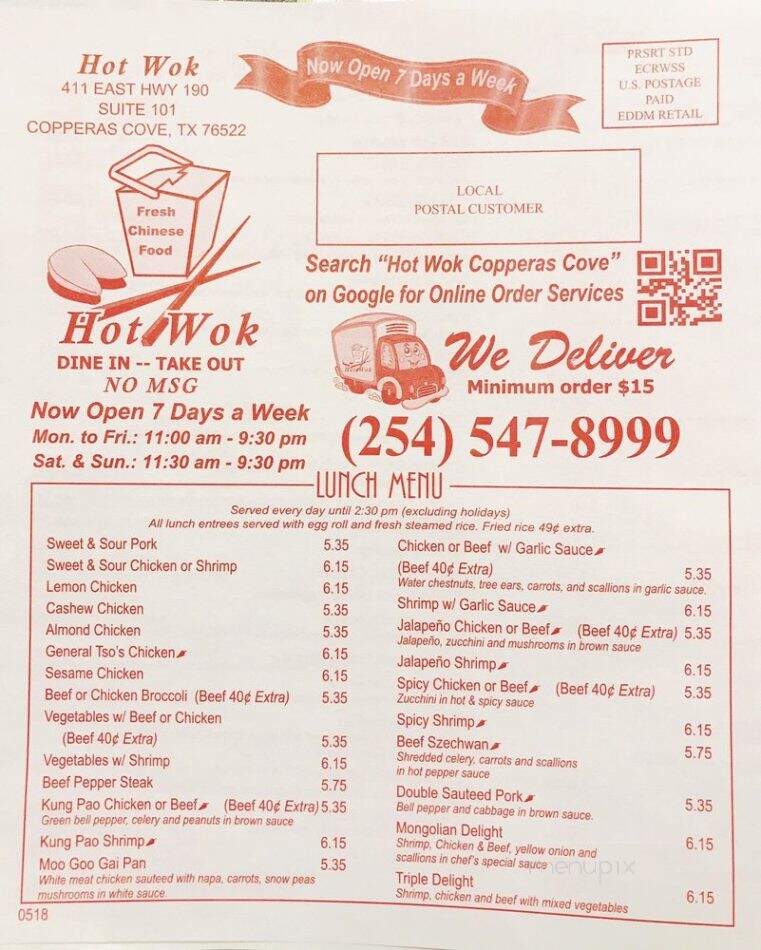 Hot Wok
411 EAST HWY 190
SUITE 101
COPPERAS COVE, TX 76522
Now Open 7 Days a Week
PRSRT STD
ECRWSS
U.S. POSTAGE
PAID
EDDM RETAIL
LOCAL
POSTAL CUSTOMER
Fresh
Chinese
Food
Hot Wok
DINE IN -- TAKE OUT
NO MSG
Now Open 7 Days a Week
Mon. to Fri.: 11:00 am - 9:30 pm
Sat. & Sun.: 11:30 am - 9:30 pm
Search "Hot Wok Copperas Cove"
on Google for Online Order Services
Hot Wok
We Deliver
Minimum order $15
(254) 547-8999
LUNCH MENU
Served every day until 2:30 pm (excluding holidays)
All lunch entrees served with egg roll and fresh steamed rice. Fried rice 49¢ extra.
Sweet & Sour Pork 5.35
Sweet & Sour Chicken or Shrimp 6.15
Lemon Chicken 6.15
Cashew Chicken 5.35
Almond Chicken 5.35
General Tso's Chicken 6.15
Sesame Chicken 6.15
Beef or Chicken Broccoli (Beef 40¢ Extra) 5.35
Vegetables w/ Beef or Chicken
(Beef 40¢ Extra) 5.35
Vegetables w/ Shrimp 6.15
Beef Pepper Steak 5.75
Kung Pao Chicken or Beef (Beef 40¢ Extra) 5.35
Green bell pepper, celery and peanuts in brown sauce
Kung Pao Shrimp 6.15
Moo Goo Gai Pan 5.35
White meat chicken sauteed with napa, carrots, snow peas
mushrooms in white sauce
Chicken or Beef w/ Garlic Sauce
(Beef 40¢ Extra) 5.35
Water chestnuts, tree ears, carrots, and scallions in garlic sauce.
Shrimp w/ Garlic Sauce 6.15
Jalapeño Chicken or Beef (Beef 40¢ Extra) 5.35
Jalapeño, zucchini and mushrooms in brown sauce
Jalapeño Shrimp 6.15
Spicy Chicken or Beef (Beef 40¢ Extra) 5.35
Zucchini in hot & spicy sauce
Spicy Shrimp 6.15
Beef Szechwan 5.75
Shredded celery, carrots and scallions
in hot pepper sauce
Double Sauteed Pork 5.35
Bell pepper and cabbage in brown sauce.
Mongolian Delight 6.15
Shrimp, Chicken & Beef, yellow onion and
scallions in chef's special sauce
menupix
Triple Delight 6.15
Shrimp, chicken and beef with mixed vegetables
0518